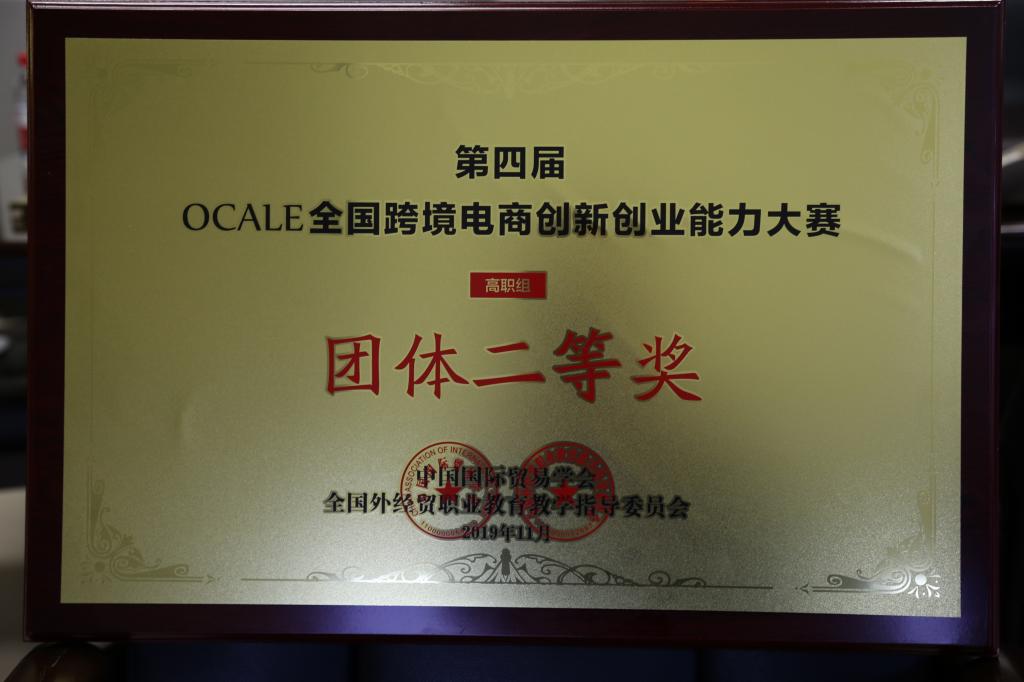 第四届
OCALE全国跨境电商创新创业能力大赛
高职组
团体二等奖
中国国际贸易学会
全国外经贸职业教育教学指导委员会
2019年11月
ASSOCIATION OF INTERN